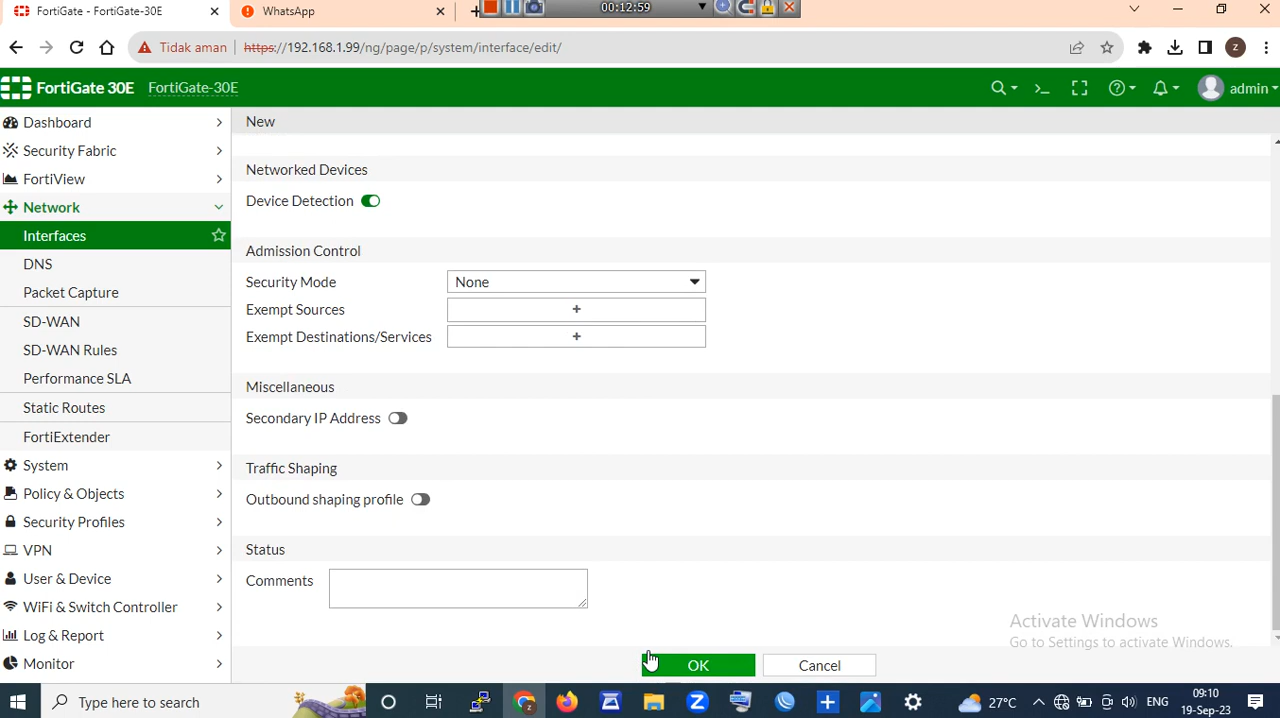 FortiGate - FortiGate-30E
WhatsApp
00:12:59
Tidak aman
https://192.168.1.99/ng/page/p/system/interface/edit/
z
FortiGate 30E
FortiGate-30E
admin
Dashboard
Security Fabric
FortiView
Network
Interfaces
DNS
Packet Capture
SD-WAN
SD-WAN Rules
Performance SLA
Static Routes
FortiExtender
System
Policy & Objects
Security Profiles
VPN
User & Device
WiFi & Switch Controller
Log & Report
Monitor
New
Networked Devices
Device Detection
Admission Control
Security Mode
None
Exempt Sources
+
Exempt Destinations/Services
+
Miscellaneous
Secondary IP Address
Traffic Shaping
Outbound shaping profile
Status
Comments
OK
Cancel
Activate Windows
Go to Settings to activate Windows.
Type here to search
27°C
ENG
09:10
19-Sep-23